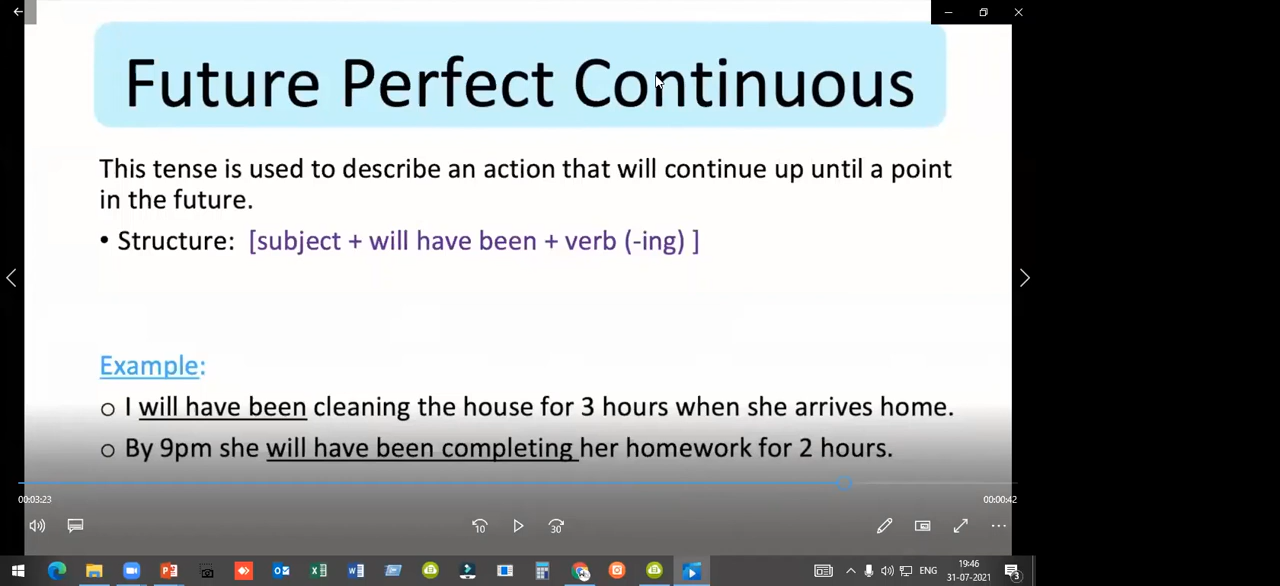 Future Perfect Continuous
This tense is used to describe an action that will continue up until a point
in the future.
• Structure: [subject + will have been + verb (-ing) ]
Example:
o I will have been cleaning the house for 3 hours when she arrives home.
o By 9pm she will have been completing her homework for 2 hours.
00:03:23
00:00:42
10
30
ENG
19:46
31-07-2021
3